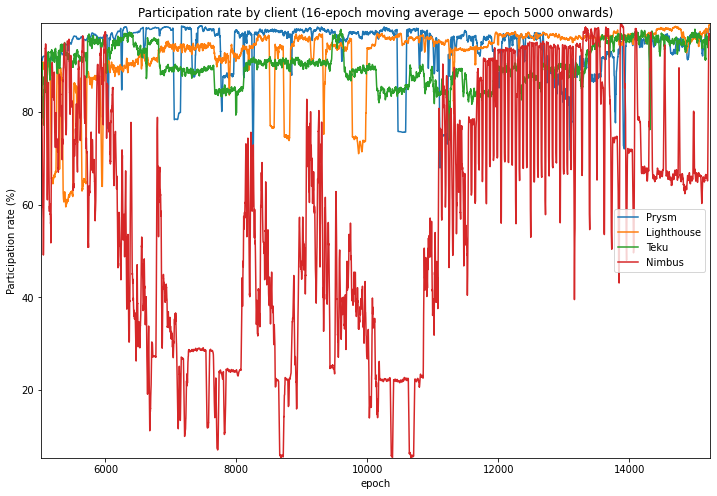 Participation rate by client (16-epoch moving average — epoch 5000 onwards)
Participation rate (%)
80
60
40
20
6000 8000 10000 12000 14000
epoch
Prysm
Lighthouse
Teku
Nimbus